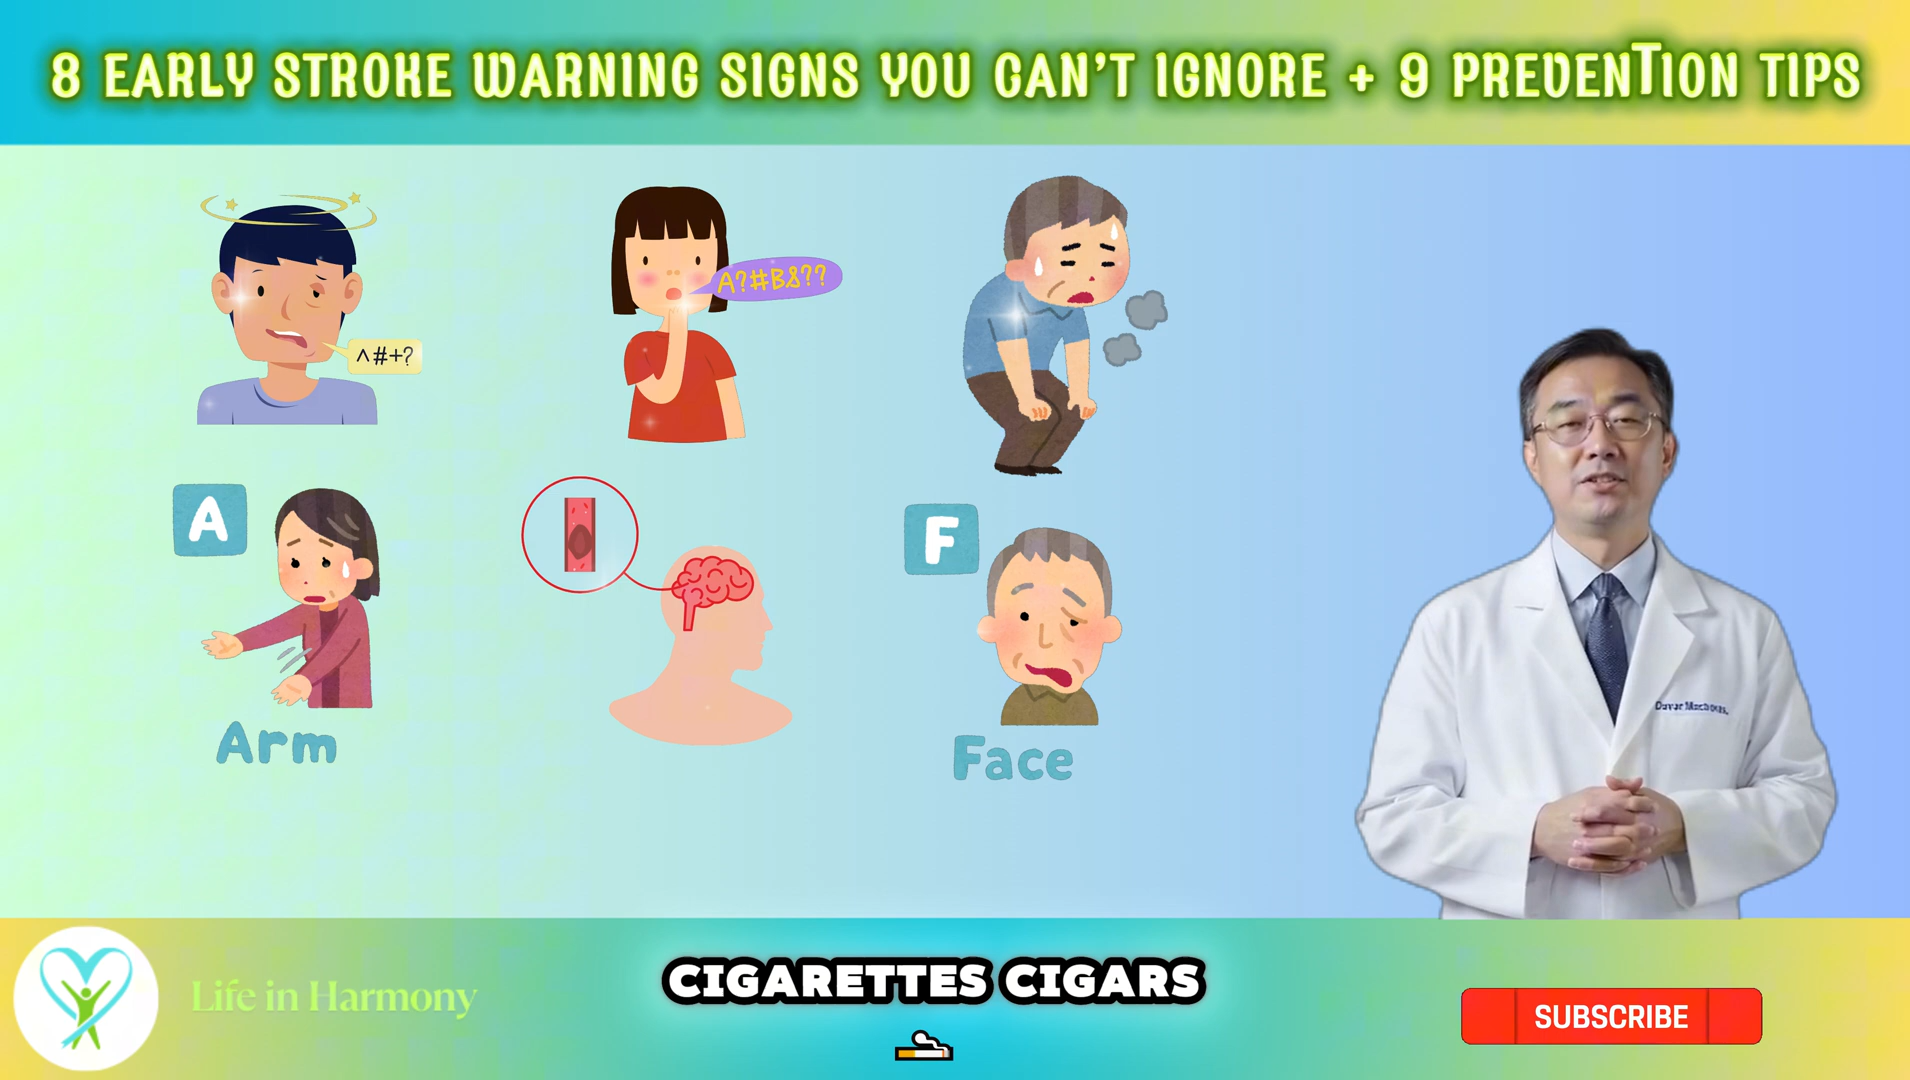 8 EARLY STROKE WARNING SIGNS YOU CAN'T IGNORE + 9 PREVENTION TIPS
A?#B&??
^#+?
A
F
Arm
Face
CIGARETTES CIGARS
Life in Harmony
SUBSCRIBE